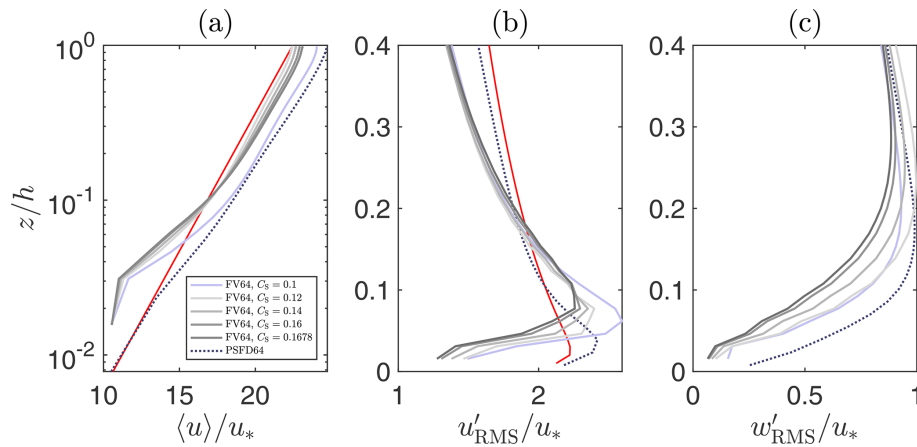 (a) (b) (c)
z/h
10^0
10^{-1}
10^{-2}
FV64, C_S = 0.1
FV64, C_S = 0.12
FV64, C_S = 0.14
FV64, C_S = 0.16
FV64, C_S = 0.1678
PSFD64
10 15 20
⟨u⟩/u_*
0.4
0.3
0.2
0.1
0
1 2
u′_RMS/u_*
0.4
0.3
0.2
0.1
0
0 0.5 1
w′_RMS/u_*